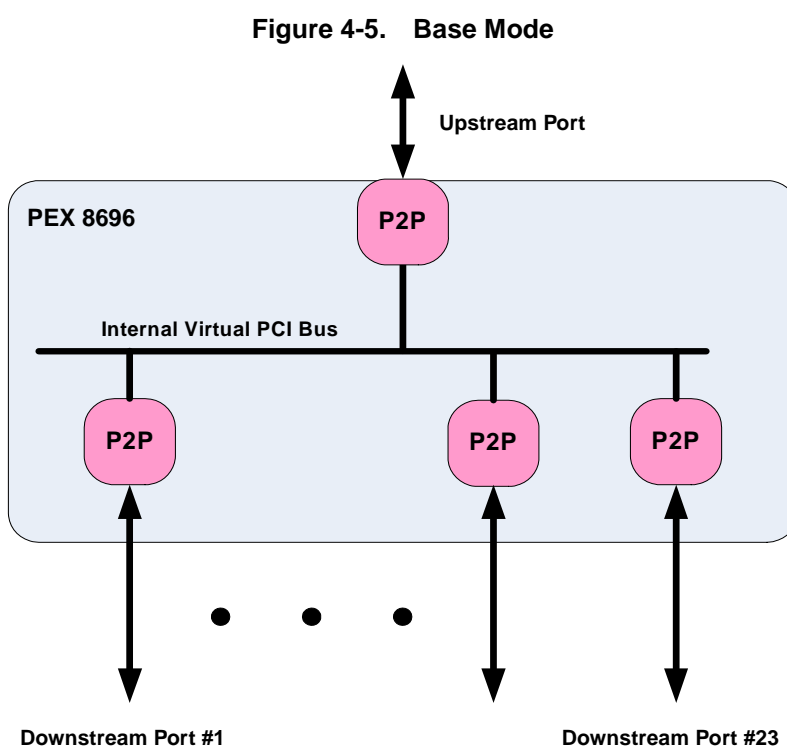 Figure 4-5. Base Mode
Upstream Port
PEX 8696
P2P
Internal Virtual PCI Bus
P2P
P2P
P2P
Downstream Port #1
Downstream Port #23